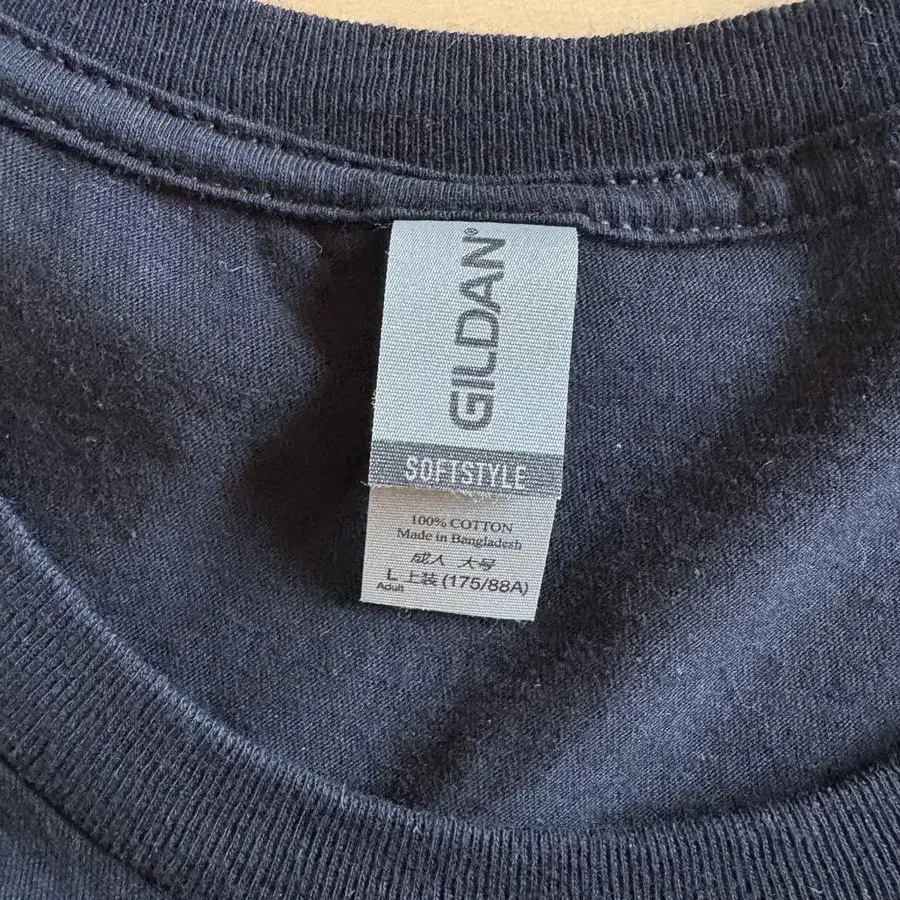 GILDAN®
SOFTSTYLE
100% COTTON
Made in Bangladesh
成人 大号
L 上装 (175/88A)
Adult